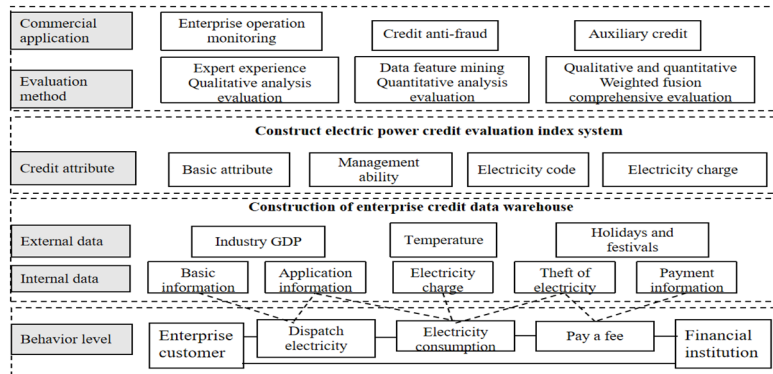 Commercial
application
Enterprise operation
monitoring
Credit anti-fraud
Auxiliary credit
Evaluation
method
Expert experience
Qualitative analysis
evaluation
Data feature mining
Quantitative analysis
evaluation
Qualitative and quantitative
Weighted fusion
comprehensive evaluation
Construct electric power credit evaluation index system
Credit attribute
Basic attribute
Management
ability
Electricity code
Electricity charge
Construction of enterprise credit data warehouse
External data
Industry GDP
Temperature
Holidays and
festivals
Internal data
Basic
information
Application
information
Electricity
charge
Theft of
electricity
Payment
information
Behavior level
Enterprise
customer
Dispatch
electricity
Electricity
consumption
Pay a fee
Financial
institution